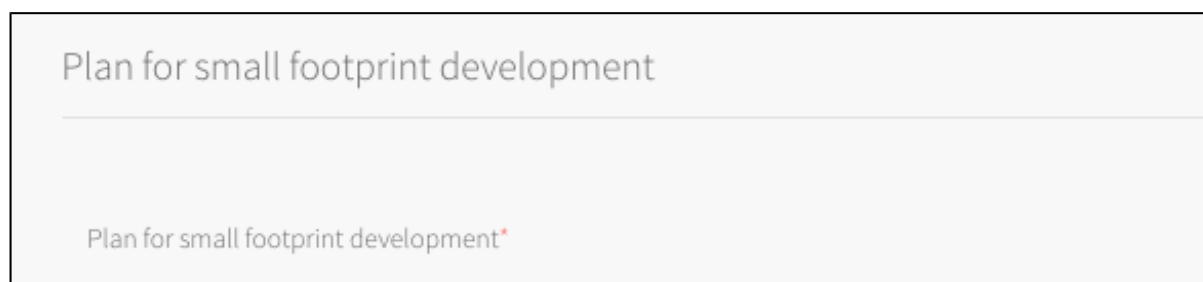 Plan for small footprint development
Plan for small footprint development*